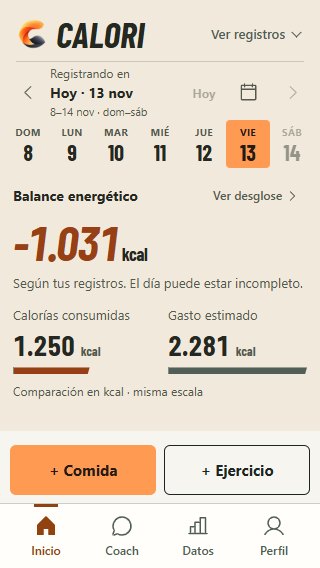 CALORI
Ver registros
Registrando en
Hoy · 13 nov
8–14 nov · dom–sáb
Hoy
DOM LUN MAR MIÉ JUE VIE SÁB
8 9 10 11 12 13 14
Balance energético
Ver desglose
-1.031 kcal
Según tus registros. El día puede estar incompleto.
Calorías consumidas
Gasto estimado
1.250 kcal
2.281 kcal
Comparación en kcal · misma escala
+ Comida
+ Ejercicio
Inicio
Coach
Datos
Perfil